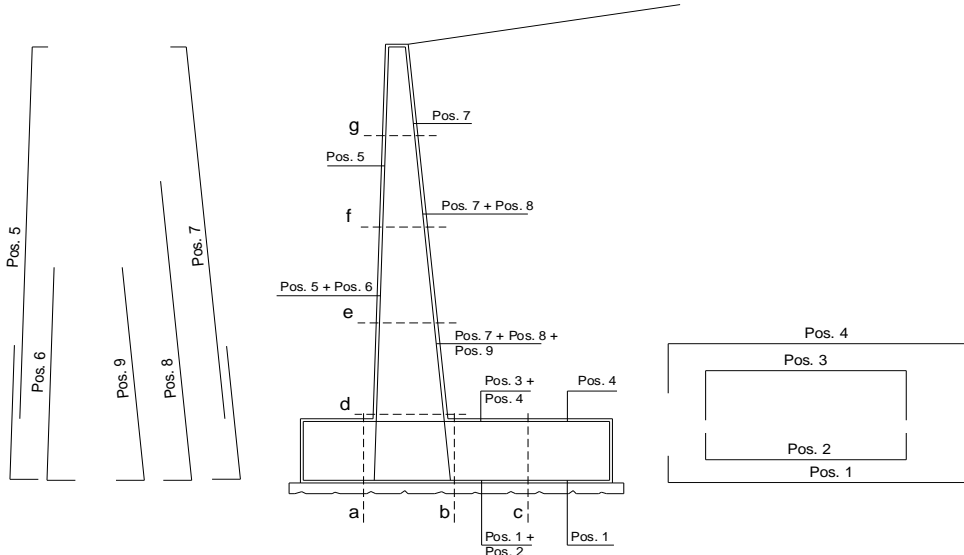 Pos. 5
Pos. 6
Pos. 9
Pos. 8
Pos. 7
g
Pos. 7
Pos. 5
f
Pos. 7 + Pos. 8
Pos. 5 + Pos. 6
e
Pos. 7 + Pos. 8 +
Pos. 9
d
Pos. 3 +
Pos. 4
Pos. 4
a
b
c
Pos. 1 +
Pos. 2
Pos. 1
Pos. 4
Pos. 3
Pos. 2
Pos. 1